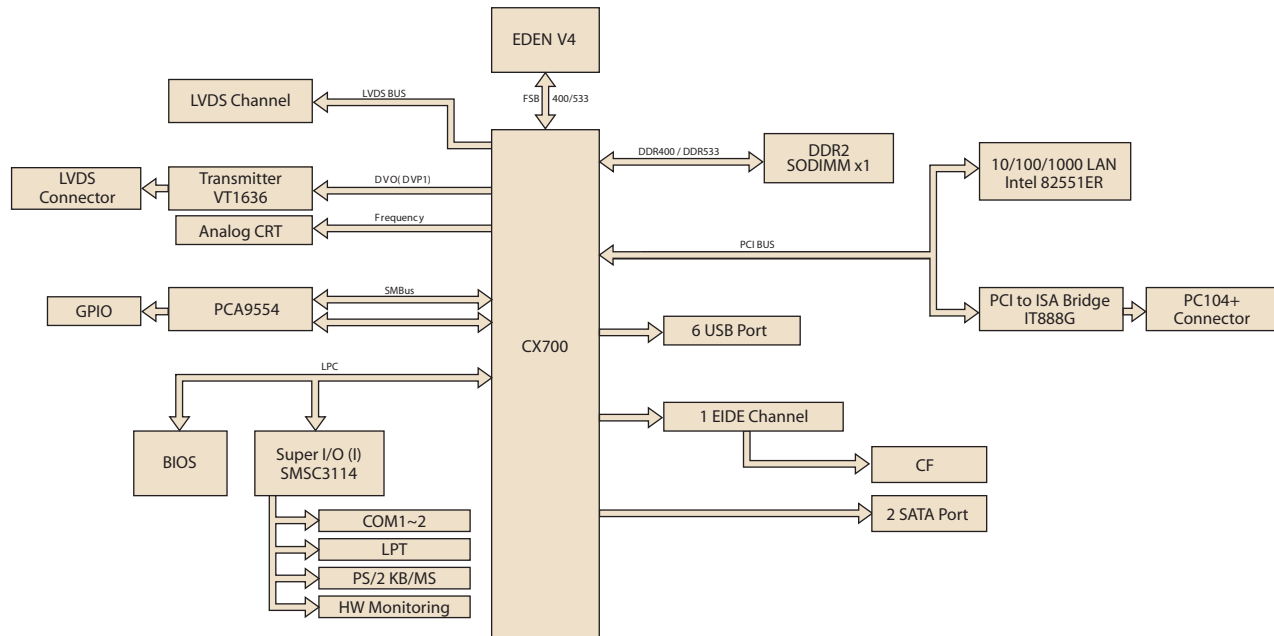 EDEN V4
FSB 400/533
LVDS Channel
LVDS BUS
LVDS
Connector
Transmitter
VT1636
DVO( DVP1)
Analog CRT
Frequency
GPIO
PCA9554
SMBus
LPC
BIOS
Super I/O (I)
SMSC3114
COM1~2
LPT
PS/2 KB/MS
HW Monitoring
CX700
DDR400 / DDR533
DDR2
SODIMM x1
PCI BUS
10/100/1000 LAN
Intel 82551ER
PCI to ISA Bridge
IT888G
PC104+
Connector
6 USB Port
1 EIDE Channel
CF
2 SATA Port